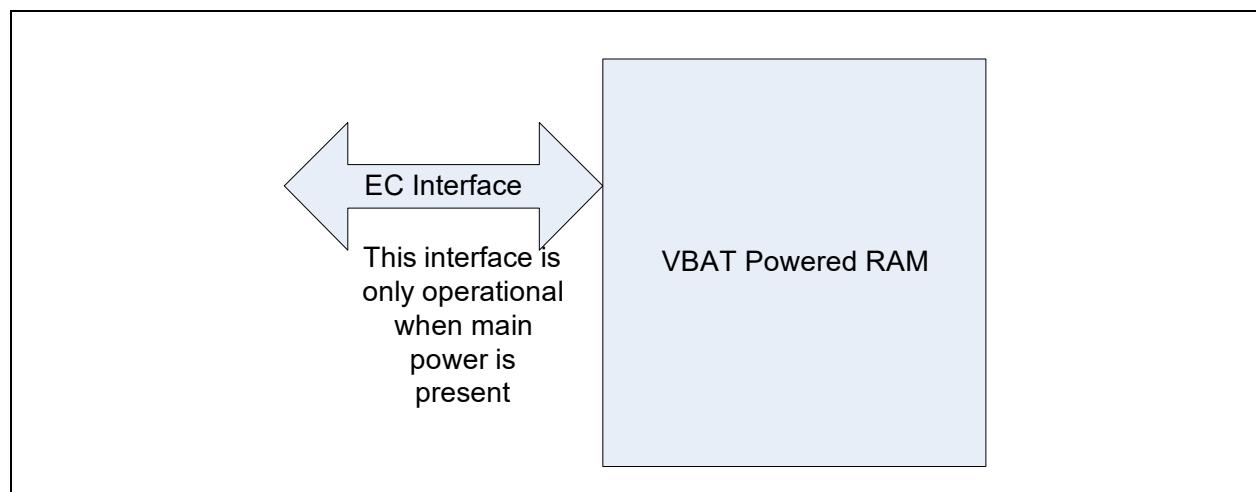 EC Interface
This interface is
only operational
when main
power is
present
VBAT Powered RAM